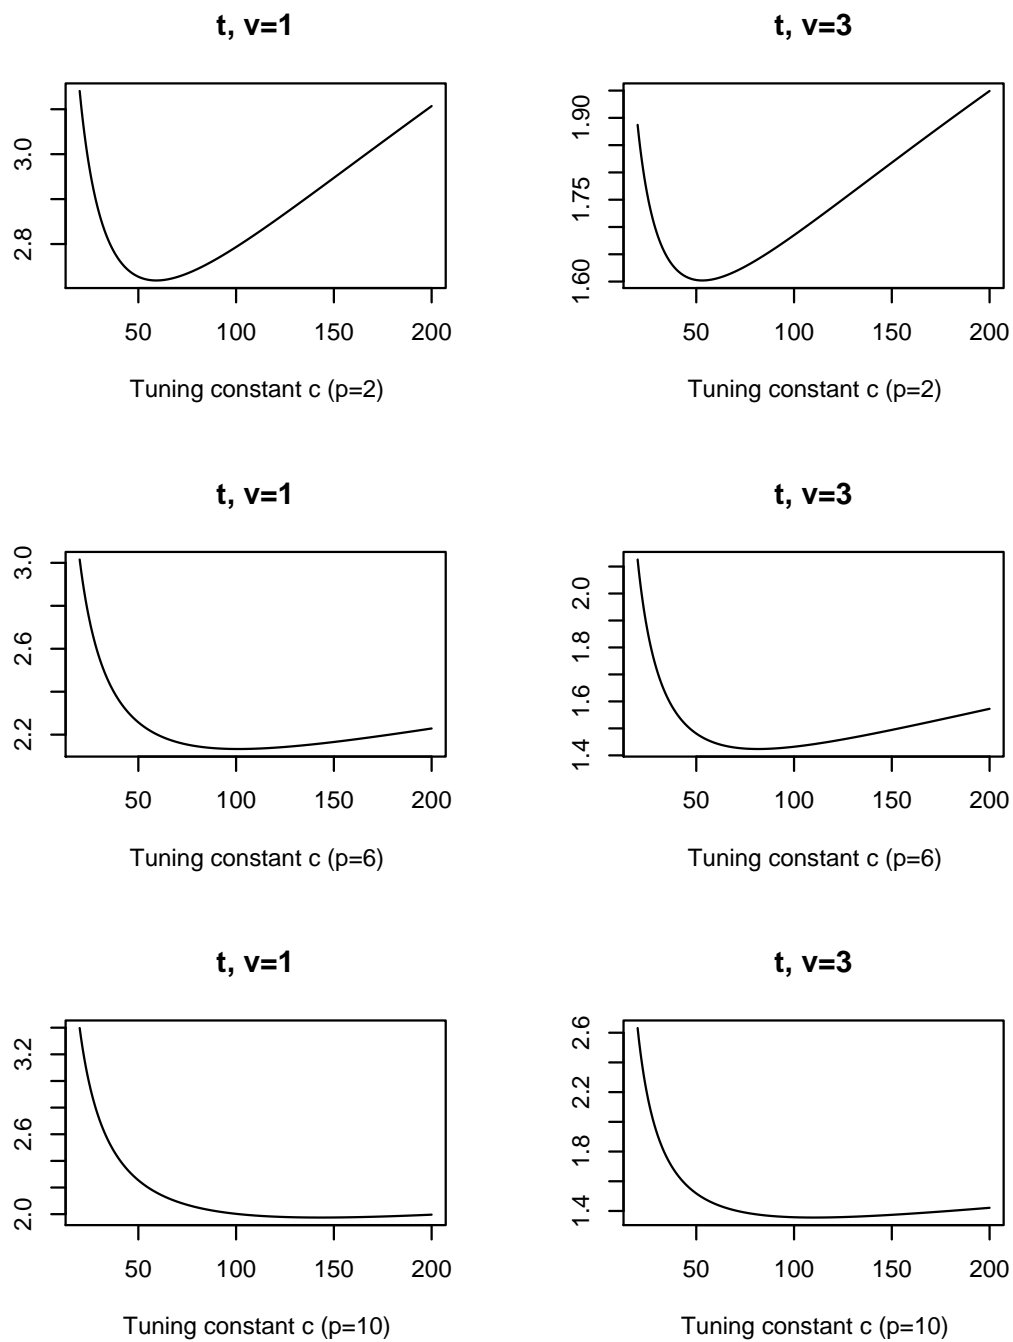 t, v=1
t, v=3
3.0
2.8
1.90
1.75
1.60
50 100 150 200
50 100 150 200
Tuning constant c (p=2)
Tuning constant c (p=2)
t, v=1
t, v=3
3.0
2.6
2.2
2.0
1.8
1.6
1.4
50 100 150 200
50 100 150 200
Tuning constant c (p=6)
Tuning constant c (p=6)
t, v=1
t, v=3
3.2
2.6
2.0
2.6
2.2
1.8
1.4
50 100 150 200
50 100 150 200
Tuning constant c (p=10)
Tuning constant c (p=10)